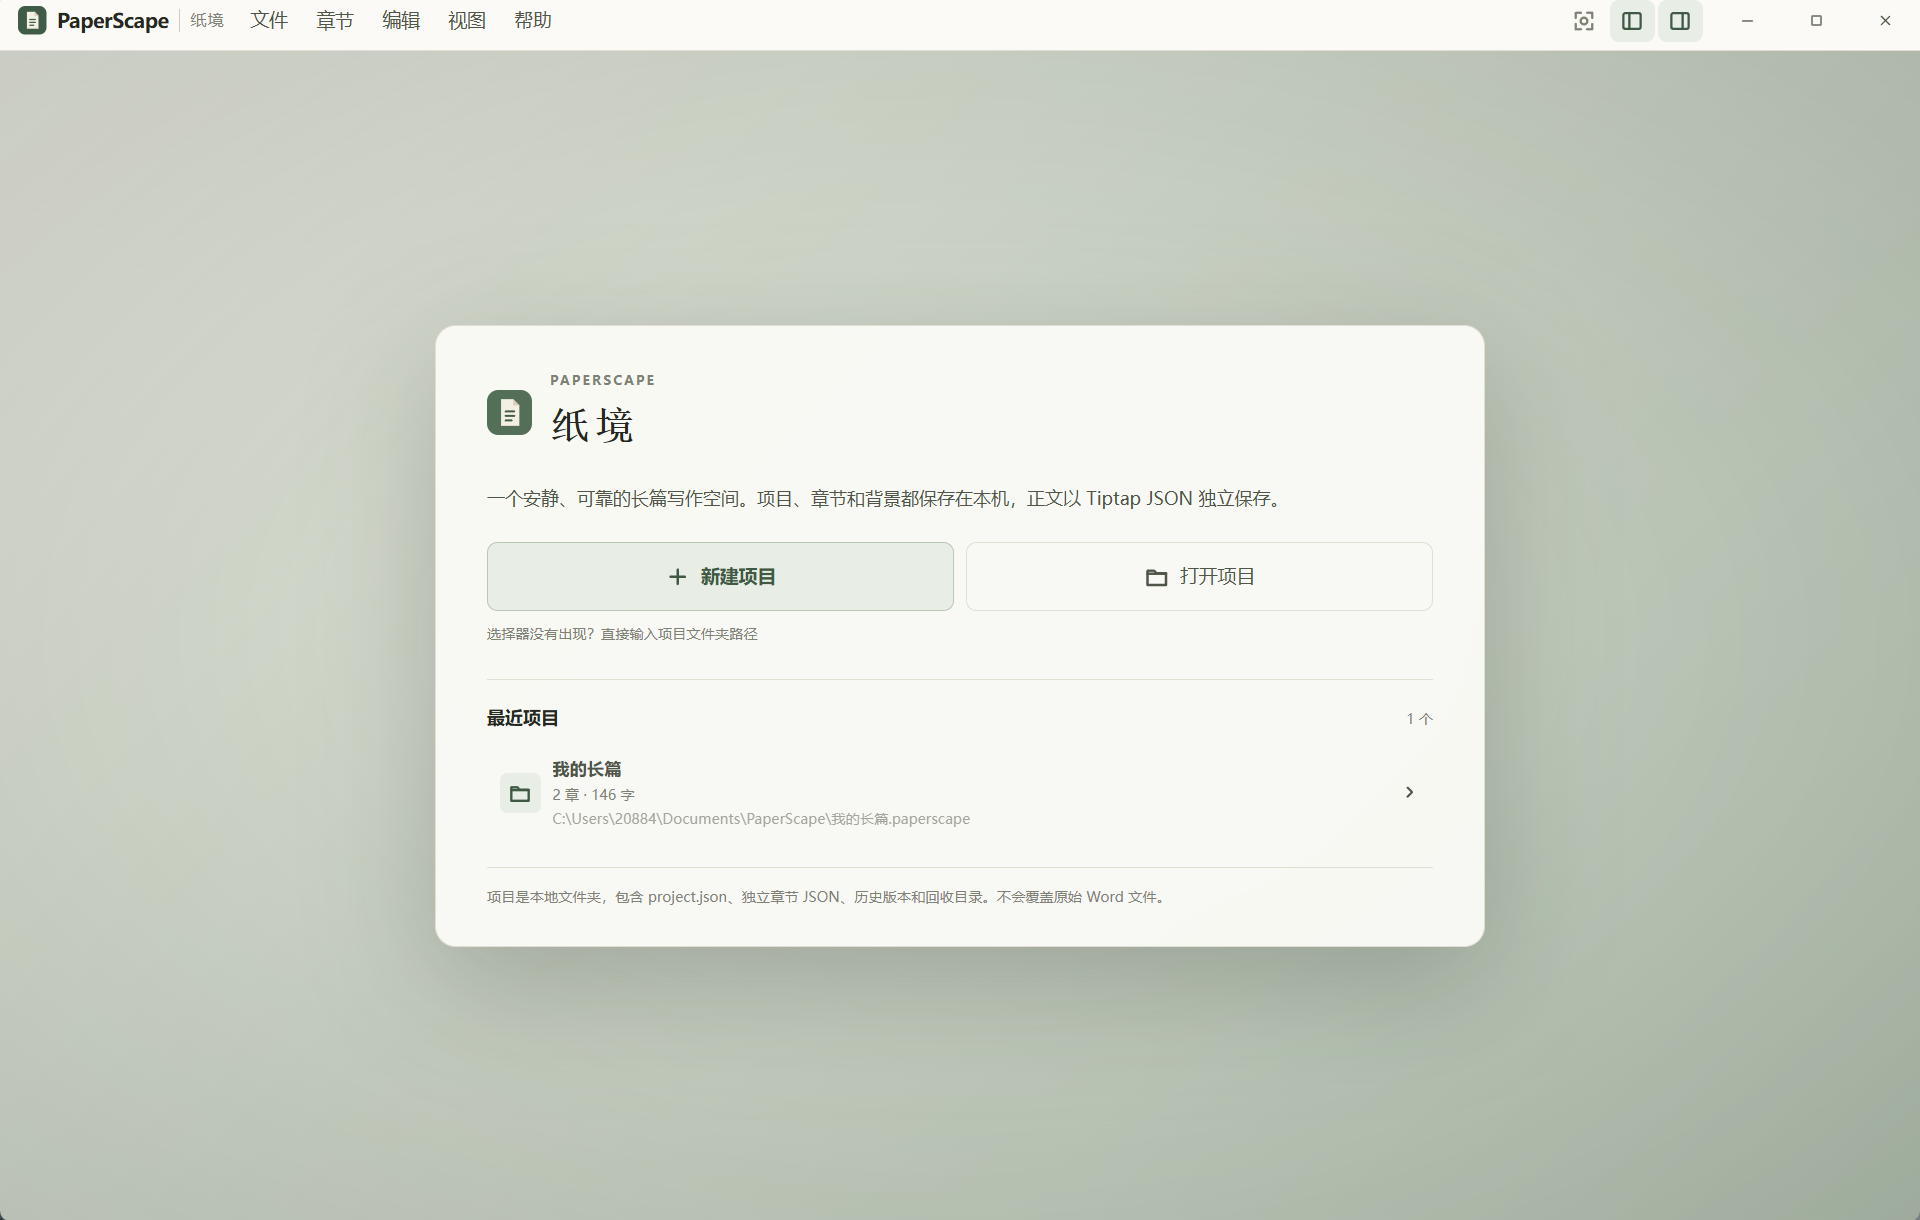 PaperScape 纸境 文件 章节 编辑 视图 帮助
PAPERSCAPE
纸境
一个安静、可靠的长篇写作空间。项目、章节和背景都保存在本机，正文以 Tiptap JSON 独立保存。
新建项目
打开项目
选择器没有出现？直接输入项目文件夹路径
最近项目
1 个
我的长篇
2 章 · 146 字
C:\Users\20884\Documents\PaperScape\我的长篇.paperscape
项目是本地文件夹，包含 project.json、独立章节 JSON、历史版本和回收目录。不会覆盖原始 Word 文件。